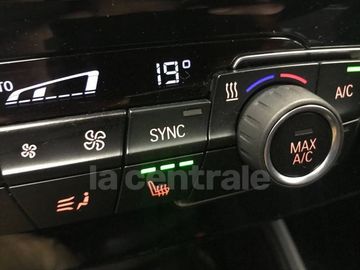 TO
19°
SYNC
MAX
A/C
A/C
la centrale